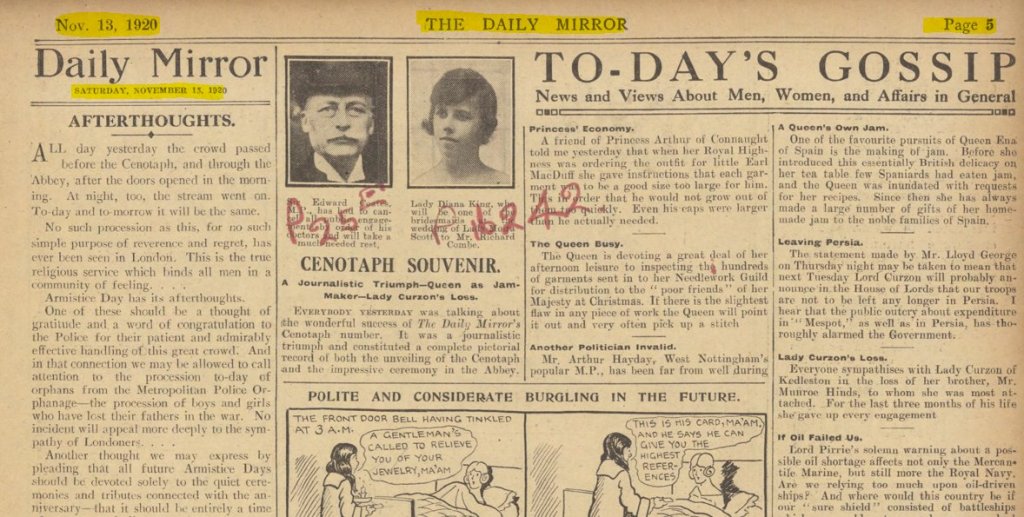 Nov. 13, 1920
THE DAILY MIRROR
Page 5
Daily Mirror
SATURDAY, NOVEMBER 13, 1920
AFTERTHOUGHTS.
ALL day yesterday the crowd passed
before the Cenotaph, and through the
Abbey, after the doors opened in the morn-
ing. At night, too, the stream went on.
To-day and to-morrow it will be the same.
No such procession as this, for no such
simple purpose of reverence and regret, has
ever been seen in London. This is the true
religious service which binds all men in a
community of feeling. . . .
Armistice Day has its afterthoughts.
One of these should be a thought of
gratitude and a word of congratulation to
the Police for their patient and admirably
effective handling of this great crowd. And
in that connection we may be allowed to call
attention to the procession to-day of
orphans from the Metropolitan Police Or-
phanage—the procession of boys and girls
who have lost their fathers in the war. No
incident will appeal more deeply to the sym-
pathy of Londoners. . . .
Another thought we may express by
pleading that all future Armistice Days
should be devoted solely to the quiet cere-
monies and tributes connected with the an-
niversary—that it should be entirely a time
Edward
has had to can-
engage-
of his
and will take a
much-needed rest,
Lady Diana King, who
will be one
bridesmaids
wedding of Lady
Scott to Mr. Richard
Combe.
CENOTAPH SOUVENIR.
A Journalistic Triumph—Queen as Jam-
Maker—Lady Curzon's Loss.
EVERYBODY YESTERDAY was talking about
the wonderful success of The Daily Mirror's
Cenotaph number. It was a journalistic
triumph and constituted a complete pictorial
record of both the unveiling of the Cenotaph
and the impressive ceremony in the Abbey.
TO-DAY'S GOSSIP
News and Views About Men, Women, and Affairs in General
Princess' Economy.
A friend of Princess Arthur of Connaught
told me yesterday that when her Royal High-
ness was ordering the outfit for little Earl
MacDuff she gave instructions that each gar-
ment was to be a good size too large for him.
This in order that he would not grow out of
them too quickly. Even his caps were larger
than actually needed.
The Queen Busy.
The Queen is devoting a great deal of her
afternoon leisure to inspecting the hundreds
of garments sent in to her Needlework Guild
for distribution to the "poor friends" of her
Majesty at Christmas. If there is the slightest
flaw in any piece of work the Queen will point
it out and very often pick up a stitch
Another Politician Invalid.
Mr. Arthur Hayday, West Nottingham's
popular M.P., has been far from well during
A Queen's Own Jam.
One of the favourite pursuits of Queen Ena
of Spain is the making of jam. Before she
introduced this essentially British delicacy on
her tea table few Spaniards had eaten jam,
and the Queen was inundated with requests
for her recipes. Since then she has always
made a large number of gifts of her home-
made jam to the noble families of Spain.
Leaving Persia.
The statement made by Mr. Lloyd George
on Thursday night may be taken to mean that
next Tuesday Lord Curzon will probably an-
nounce in the House of Lords that our troops
are not to be left any longer in Persia. I
hear that the public outcry about expenditure
in "Mespot," as well as in Persia, has tho-
roughly alarmed the Government.
Lady Curzon's Loss.
Everyone sympathises with Lady Curzon of
Kedleston in the loss of her brother, Mr.
Munroe Hinds, to whom she was most at-
tached. For the last three months of his life
she gave up every engagement
If Oil Failed Us.
Lord Pirrie's solemn warning about a pos-
sible oil shortage affects not only the Mercan-
tile Marine, but still more the Royal Navy.
Are we relying too much upon oil-driven
ships? And where would this country be if
our "sure shield" consisted of battleships
POLITE AND CONSIDERATE BURGLING IN THE FUTURE.
THE FRONT DOOR BELL HAVING TINKLED
AT 3 A.M.
A GENTLEMAN'S
CALLED TO RELIEVE
YOU OF YOUR
JEWELRY, MA'AM
THIS IS HIS CARD, MA'AM,
AND HE SAYS HE CAN
GIVE YOU THE
HIGHEST
REFER-
ENCES